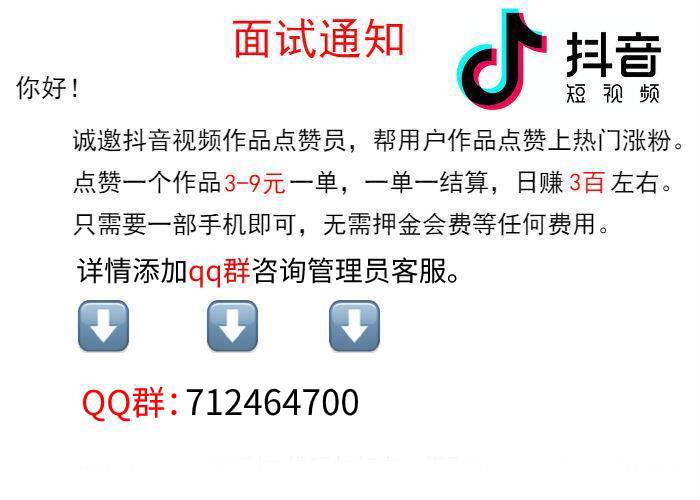 面试通知
抖音
短视频
你好！
诚邀抖音视频作品点赞员，帮用户作品点赞上热门涨粉。
点赞一个作品3-9元一单，一单一结算，日赚3百左右。
只需要一部手机即可，无需押金会费等任何费用。
详情添加qq群咨询管理员客服。
QQ群：712464700